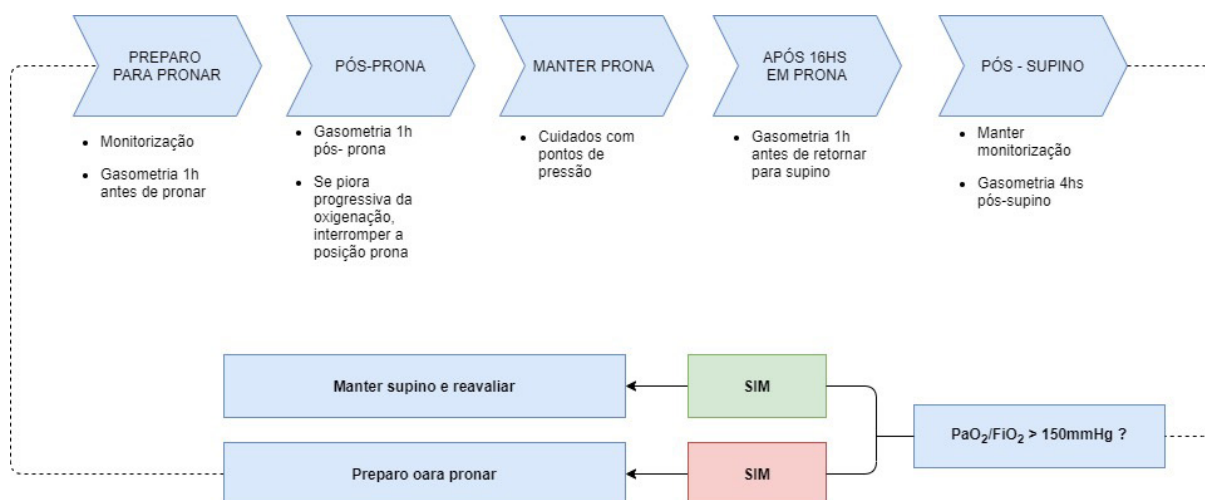 PREPARO
PARA PRONAR
PÓS-PRONA
MANTER PRONA
APÓS 16HS
EM PRONA
PÓS - SUPINO
Monitorização
Gasometria 1h
antes de pronar
Gasometria 1h
pós- prona
Se piora
progressiva da
oxigenação,
interromper a
posição prona
Cuidados com
pontos de
pressão
Gasometria 1h
antes de retornar
para supino
Manter
monitorização
Gasometria 4hs
pós-supino
Manter supino e reavaliar
SIM
PaO₂/FiO₂ > 150mmHg ?
Preparo oara pronar
SIM